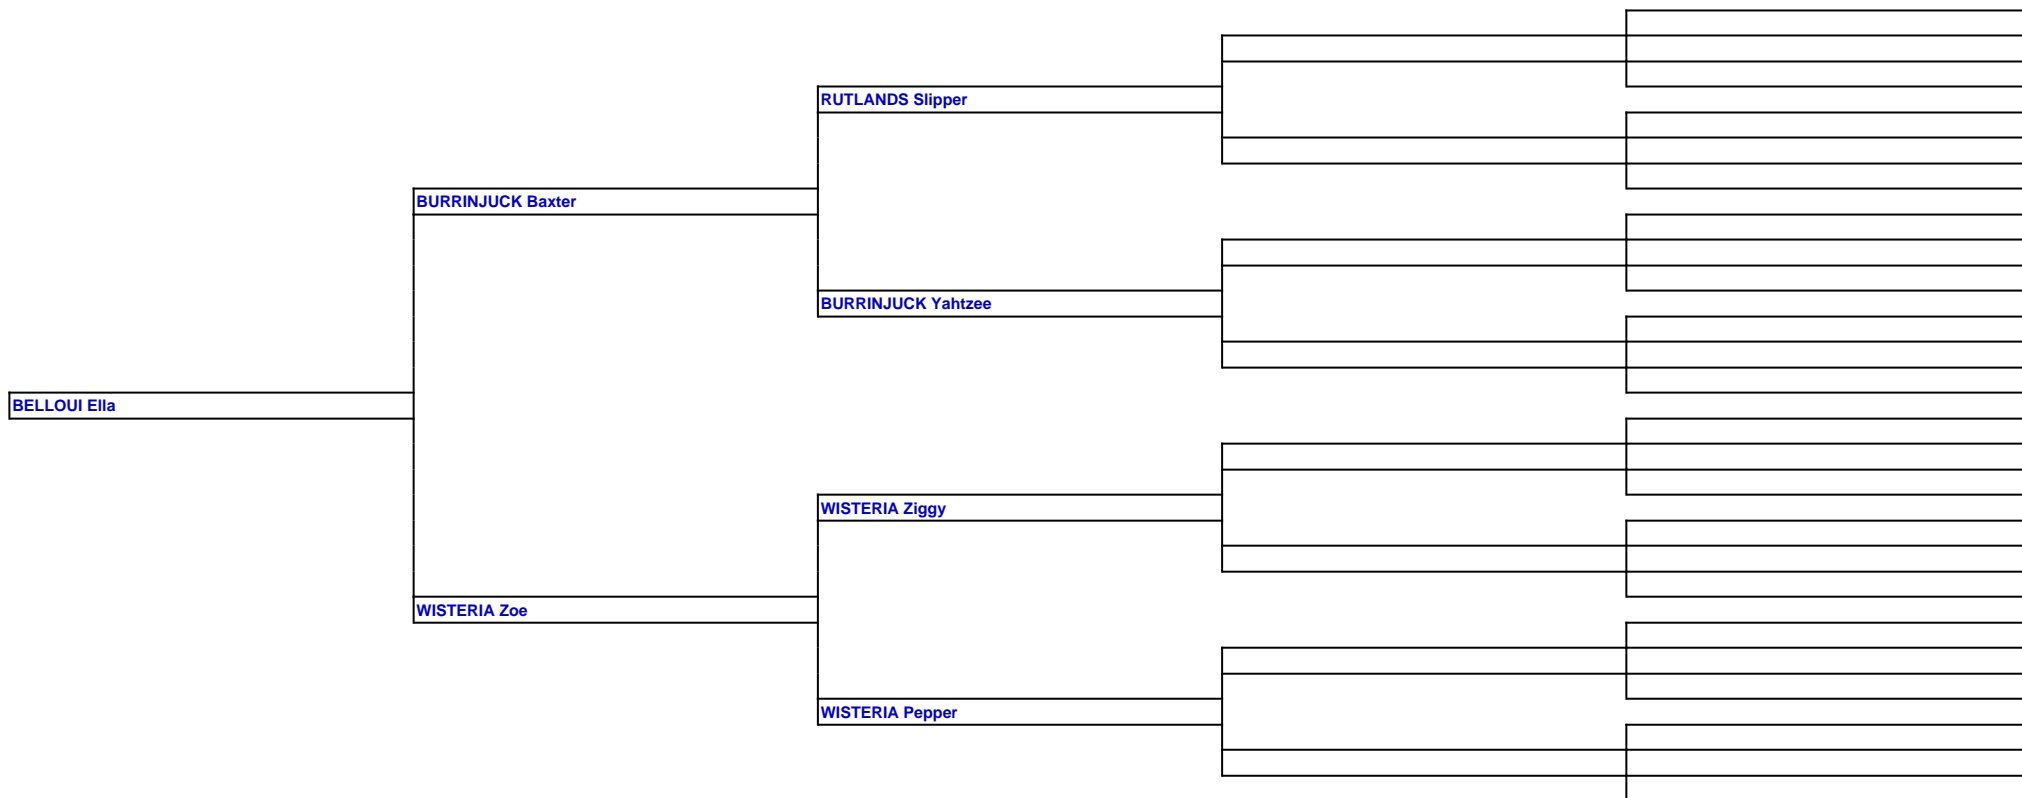 RUTLANDS Slipper
BURRINJUCK Baxter
BURRINJUCK Yahtzee
BELLOUI Ella
WISTERIA Ziggy
WISTERIA Zoe
WISTERIA Pepper